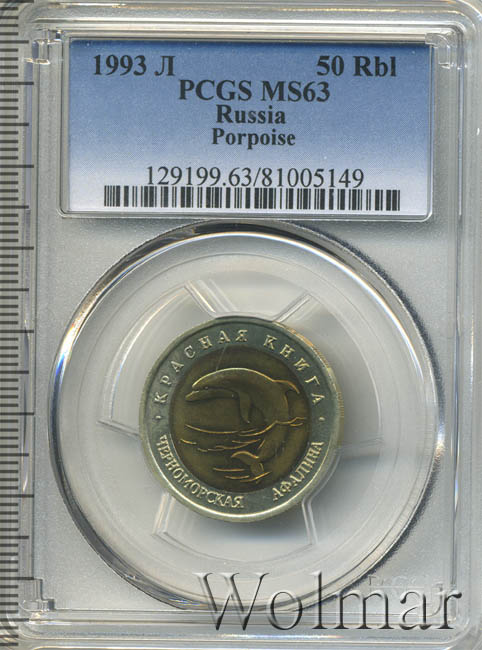 1993 Л 50 Rbl
PCGS MS63
Russia
Porpoise
129199.63/81005149
КРАСНАЯ КНИГА
ЧЕРНОМОРСКАЯ АФАЛИНА
Wolmar